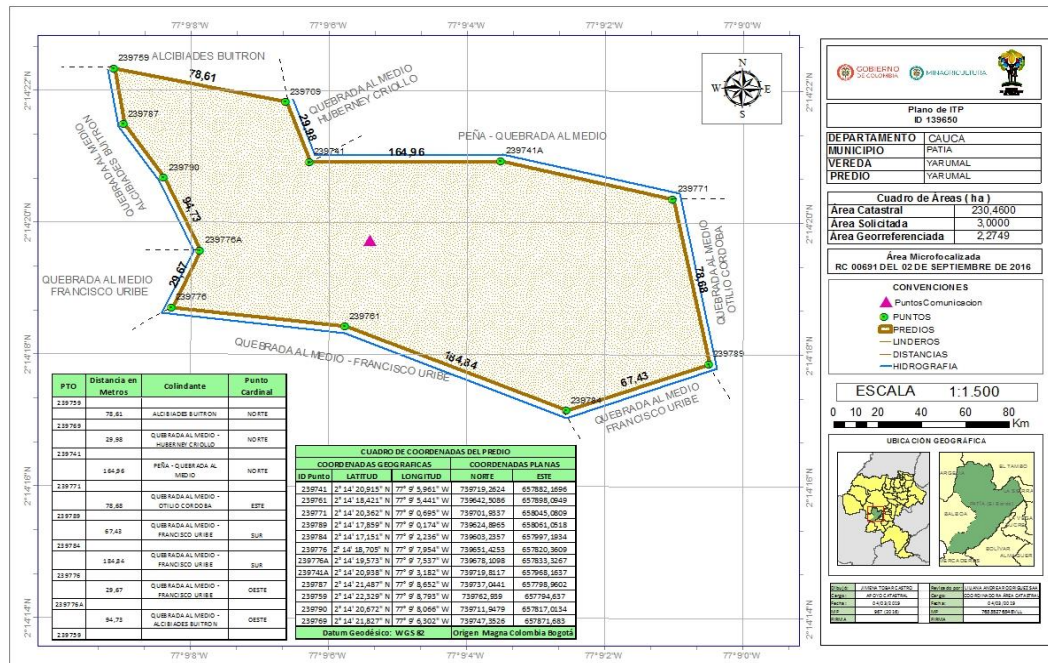 77°9'8"W
77°9'6"W
77°9'4"W
77°9'2"W
77°9'0"W
2°14'22"N
2°14'20"N
2°14'18"N
2°14'16"N
2°14'14"N
239759
ALCIBIADES BUITRON
78,61
239769
QUEBRADA AL MEDIO
HUBERNEY CRIOLLO
29,98
239741
PEÑA - QUEBRADA AL MEDIO
164,96
239741A
239771
QUEBRADA AL MEDIO
OTILIO CORDOBA
78,68
239789
67,43
QUEBRADA AL MEDIO
FRANCISCO URIBE
239784
184,84
QUEBRADA AL MEDIO - FRANCISCO URIBE
239761
239776
29,67
QUEBRADA AL MEDIO
FRANCISCO URIBE
239776A
94,73
239790
239787
QUEBRADA AL MEDIO
ALCIBIADES BUITRON
N
W E
S
PTO Distancia en Metros Colindante Punto Cardinal
239759
78,61 ALCIBIADES BUITRON NORTE
239769
29,98 QUEBRADA AL MEDIO - HUBERNEY CRIOLLO NORTE
239741
164,96 PEÑA - QUEBRADA AL MEDIO NORTE
239771
78,68 QUEBRADA AL MEDIO - OTILIO CORDOBA ESTE
239789
67,43 QUEBRADA AL MEDIO - FRANCISCO URIBE SUR
239784
184,84 QUEBRADA AL MEDIO - FRANCISCO URIBE SUR
239776
29,67 QUEBRADA AL MEDIO - FRANCISCO URIBE OESTE
239776A
94,73 QUEBRADA AL MEDIO - ALCIBIADES BUITRON OESTE
239759
CUADRO DE COORDENADAS DEL PREDIO
COORDENADAS GEOGRAFICAS COORDENADAS PLANAS
ID Punto LATITUD LONGITUD NORTE ESTE
239741 2° 14' 20,915" N 77° 9' 5,961" W 739719,2624 657882,1696
239761 2° 14' 18,421" N 77° 9' 5,441" W 739642,5086 657898,0949
239771 2° 14' 20,362" N 77° 9' 0,695" W 739701,9337 658045,0809
239789 2° 14' 17,859" N 77° 9' 0,174" W 739624,8965 658061,0518
239784 2° 14' 17,151" N 77° 9' 2,236" W 739603,2357 657997,1934
239776 2° 14' 18,705" N 77° 9' 7,954" W 739651,4253 657820,3609
239776A 2° 14' 19,573" N 77° 9' 7,537" W 739678,1098 657833,3267
239741A 2° 14' 20,938" N 77° 9' 3,182" W 739719,8117 657968,1637
239787 2° 14' 21,487" N 77° 9' 8,652" W 739737,0441 657798,9602
239759 2° 14' 22,329" N 77° 9' 8,793" W 739762,939 657794,637
239790 2° 14' 20,672" N 77° 9' 8,066" W 739711,9479 657817,0134
239769 2° 14' 21,827" N 77° 9' 6,302" W 739747,3526 657871,683
Datum Geodésico: WGS 82 Origen Magna Colombia Bogotá
GOBIERNO
DE COLOMBIA
MINAGRICULTURA
Plano de ITP
ID 139650
DEPARTAMENTO CAUCA
MUNICIPIO PATIA
VEREDA YARUMAL
PREDIO YARUMAL
Cuadro de Áreas ( ha )
Área Catastral 230,4600
Área Solicitada 3,0000
Área Georreferenciada 2,2749
Área Microfocalizada
RC 00691 DEL 02 DE SEPTIEMBRE DE 2016
CONVENCIONES
PuntosComunicacion
PUNTOS
PREDIOS
LINDEROS
DISTANCIAS
HIDROGRAFIA
ESCALA 1:1.500
0 10 20 40 60 80
Km
UBICACIÓN GEOGRÁFICA
EL TAMBO
LA SIERRA
BALBOA
SUCRE
BOLÍVAR
ALMAGUER
MERCADERES